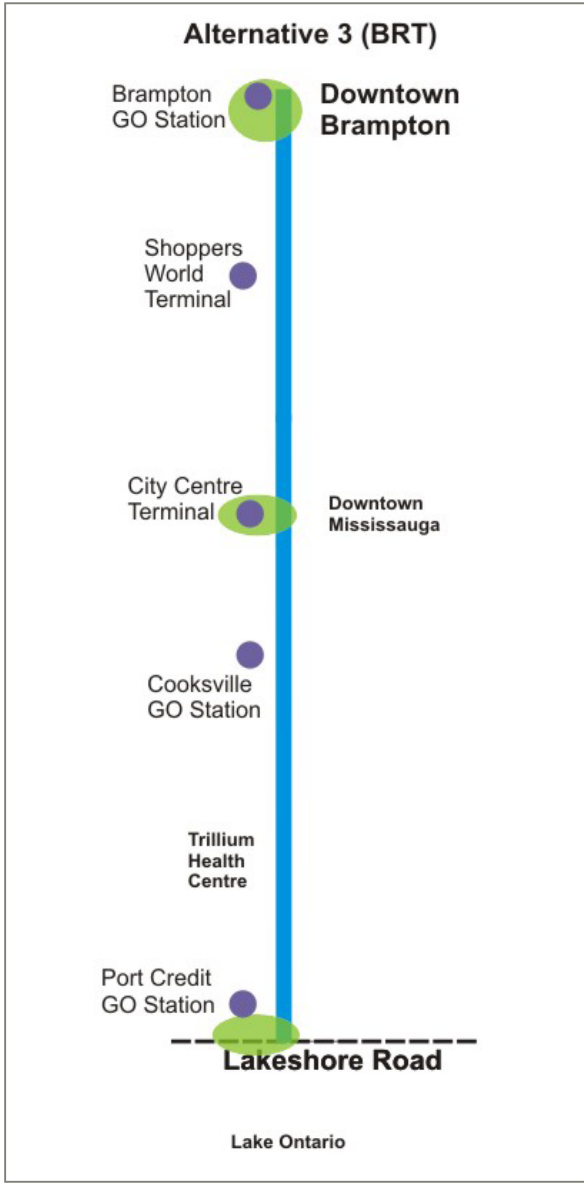 Alternative 3 (BRT)
Brampton
GO Station
Downtown
Brampton
Shoppers
World
Terminal
City Centre
Terminal
Downtown
Mississauga
Cooksville
GO Station
Trillium
Health
Centre
Port Credit
GO Station
Lakeshore Road
Lake Ontario